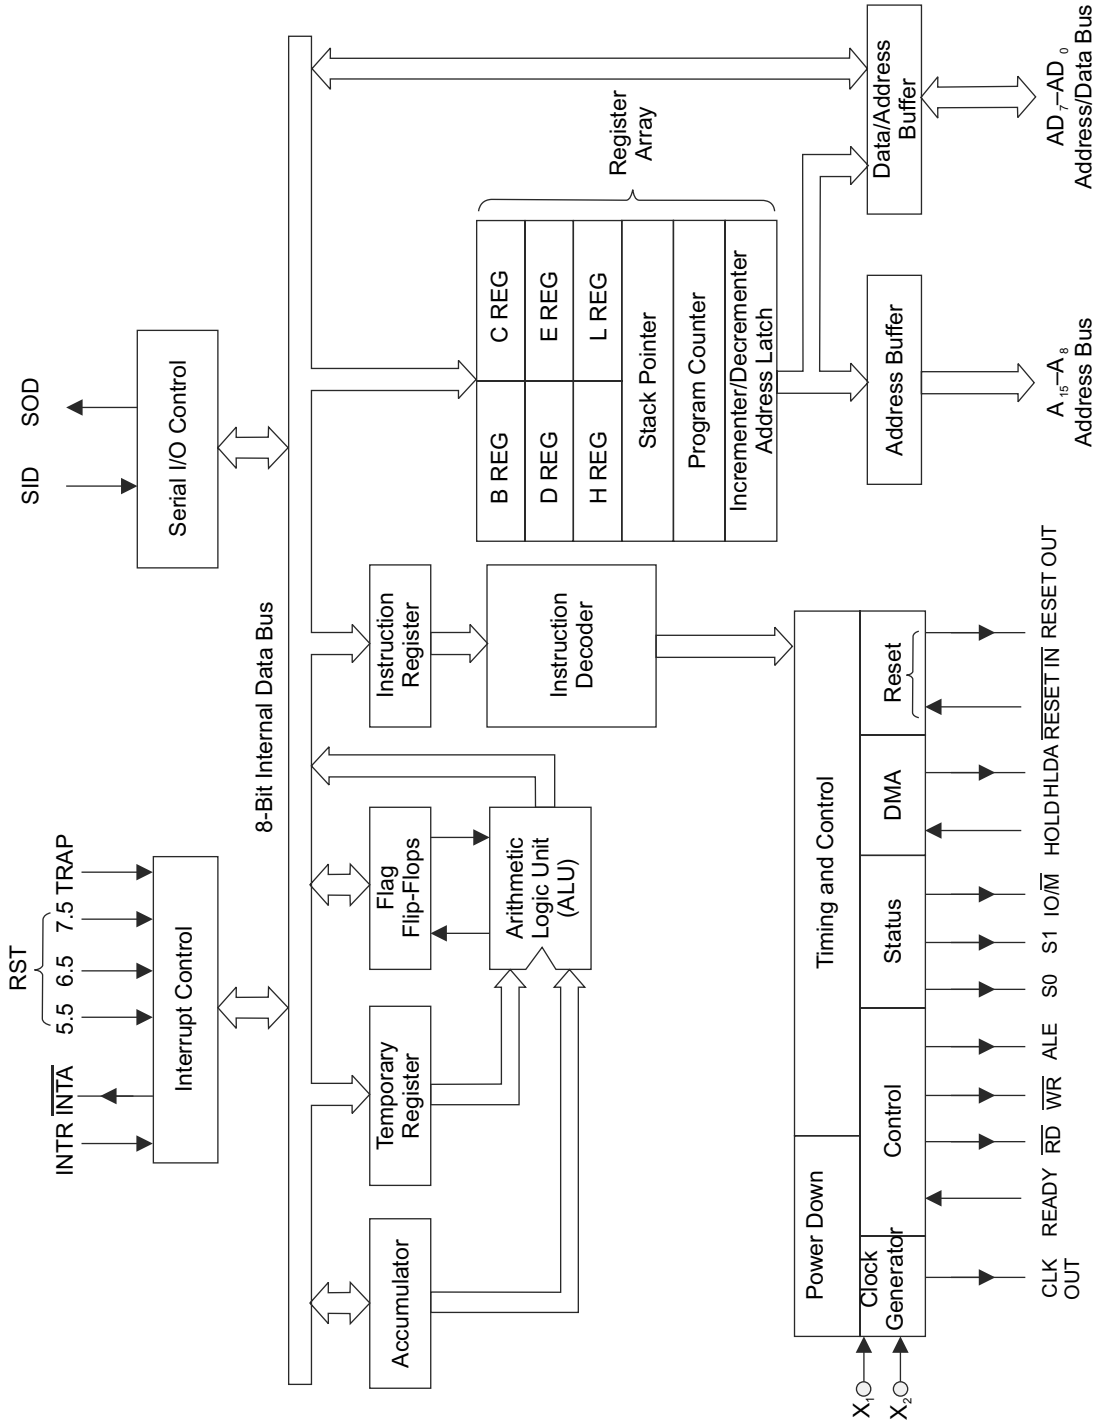 INTR
INTA
RST
5.5
6.5
7.5
TRAP
SID
SOD
Interrupt Control
Serial I/O Control
8-Bit Internal Data Bus
Accumulator
Temporary
Register
Flag
Flip-Flops
Arithmetic
Logic Unit
(ALU)
Instruction
Register
Instruction
Decoder
B REG
C REG
D REG
E REG
H REG
L REG
Stack Pointer
Program Counter
Incrementer/Decrementer
Address Latch
Register
Array
Power Down
Timing and Control
Clock
Generator
Control
Status
DMA
Reset
Address Buffer
Data/Address
Buffer
X1
X2
CLK
OUT
READY
RD
WR
ALE
S0
S1
IO/M
HOLD
HLDA
RESET IN
RESET OUT
A15–A8
Address Bus
AD7–AD0
Address/Data Bus